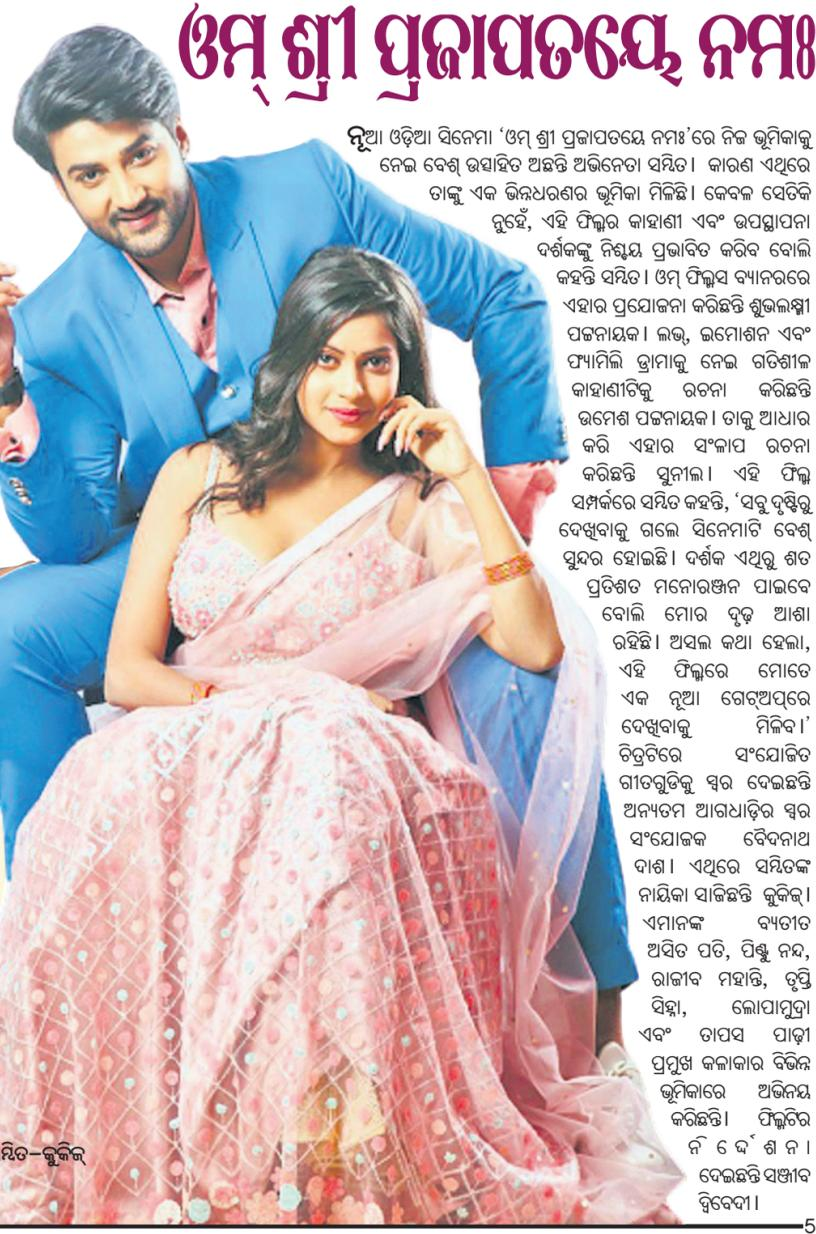 ଓମ୍ ଶ୍ରୀ ପ୍ରଜାପତୟେ ନମଃ
ନୂଆ ଓଡ଼ିଆ ସିନେମା ‘ଓମ୍ ଶ୍ରୀ ପ୍ରଜାପତୟେ ନମଃ’ରେ ନିଜ ଭୂମିକାକୁ
ନେଇ ବେଶ୍ ଉତ୍ସାହିତ ଅଛନ୍ତି ଅଭିନେତା ସମ୍ବିତ। କାରଣ ଏଥିରେ
ତାଙ୍କୁ ଏକ ଭିନ୍ନଧରଣର ଭୂମିକା ମିଳିଛି। କେବଳ ସେତିକି
ନୁହେଁ, ଏହି ଫିଲ୍ମର କାହାଣୀ ଏବଂ ଉପସ୍ଥାପନା
ଦର୍ଶକଙ୍କୁ ନିଶ୍ଚୟ ପ୍ରଭାବିତ କରିବ ବୋଲି
କହନ୍ତି ସମ୍ବିତ। ଓମ୍ ଫିଲ୍ମସ ବ୍ୟାନରରେ
ଏହାର ପ୍ରଯୋଜନା କରିଛନ୍ତି ଶୁଭଲକ୍ଷ୍ମୀ
ପଟ୍ଟନାୟକ। ଲଭ୍, ଇମୋଶନ ଏବଂ
ଫ୍ୟାମିଲି ଡ୍ରାମାକୁ ନେଇ ଗତିଶୀଳ
କାହାଣୀଟିକୁ ରଚନା କରିଛନ୍ତି
ଉମେଶ ପଟ୍ଟନାୟକ। ତାକୁ ଆଧାର
କରି ଏହାର ସଂଳାପ ରଚନା
କରିଛନ୍ତି ସୁନୀଲ। ଏହି ଫିଲ୍ମ
ସମ୍ପର୍କରେ ସମ୍ବିତ କହନ୍ତି, ‘ସବୁ ଦୃଷ୍ଟିରୁ
ଦେଖିବାକୁ ଗଲେ ସିନେମାଟି ବେଶ୍
ସୁନ୍ଦର ହୋଇଛି। ଦର୍ଶକ ଏଥିରୁ ଶତ
ପ୍ରତିଶତ ମନୋରଞ୍ଜନ ପାଇବେ
ବୋଲି ମୋର ଦୃଢ଼ ଆଶା
ରହିଛି। ଅସଲ କଥା ହେଲା,
ଏହି ଫିଲ୍ମରେ ମୋତେ
ଏକ ନୂଆ ଗେଟ୍ଅପ୍‌ରେ
ଦେଖିବାକୁ ମିଳିବ।’
ଚିତ୍ରଟିରେ ସଂଯୋଜିତ
ଗୀତଗୁଡିକୁ ସ୍ୱର ଦେଇଛନ୍ତି
ଅନ୍ୟତମ ଆଗଧାଡ଼ିର ସ୍ୱର
ସଂଯୋଜକ ବୈଦନାଥ
ଦାଶ। ଏଥିରେ ସମ୍ବିତଙ୍କ
ନାୟିକା ସାଜିଛନ୍ତି କୁକିଜ୍।
ଏମାନଙ୍କ ବ୍ୟତୀତ
ଅସିତ ପତି, ପିଣ୍ଟୁ ନନ୍ଦ,
ରାଜୀବ ମହାନ୍ତି, ତୃପ୍ତି
ସିହ୍ନା, ଲୋପାମୁଦ୍ରା
ଏବଂ ତାପସ ପାଢ଼ୀ
ପ୍ରମୁଖ କଳାକାର ବିଭିନ୍ନ
ଭୂମିକାରେ ଅଭିନୟ
କରିଛନ୍ତି। ଫିଲ୍ମଟିର
ନିର୍ଦ୍ଦେଶନା
ଦେଇଛନ୍ତି ସଞ୍ଜୀବ
ଦ୍ୱିବେଦୀ।
ମ୍ବିତ–କୁକିଜ୍
5